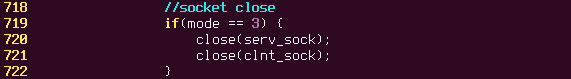 718 //socket close
719 if(mode == 3) {
720 close(serv_sock);
721 close(clnt_sock);
722 }